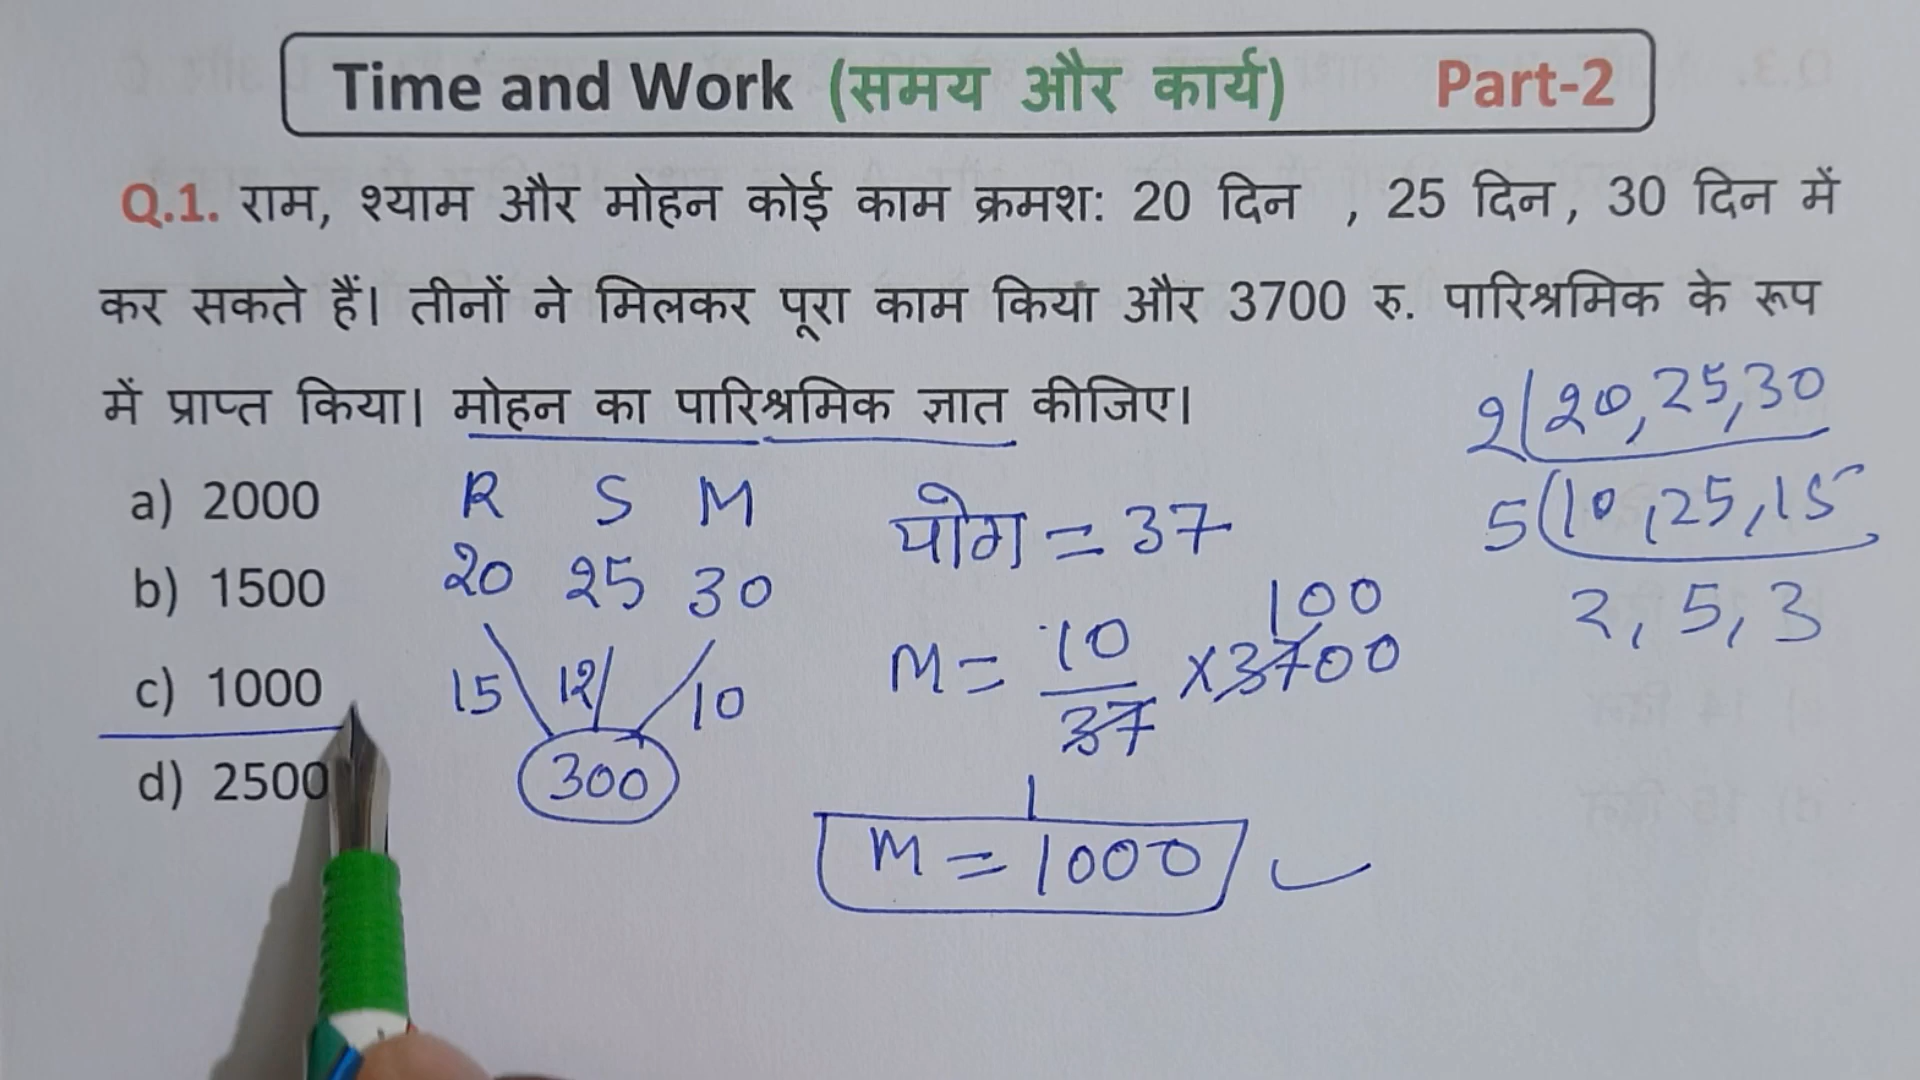 Time and Work (समय और कार्य) Part-2
Q.1. राम, श्याम और मोहन कोई काम क्रमश: 20 दिन , 25 दिन, 30 दिन में
कर सकते हैं। तीनों ने मिलकर पूरा काम किया और 3700 रु. पारिश्रमिक के रूप
में प्राप्त किया। मोहन का पारिश्रमिक ज्ञात कीजिए।
a) 2000
b) 1500
c) 1000
d) 2500
R S M
20 25 30
15 12 10
300
योग = 37
100
M = 10/37 × 3700
1
M = 1000
2 20, 25, 30
5 10, 25, 15
2, 5, 3